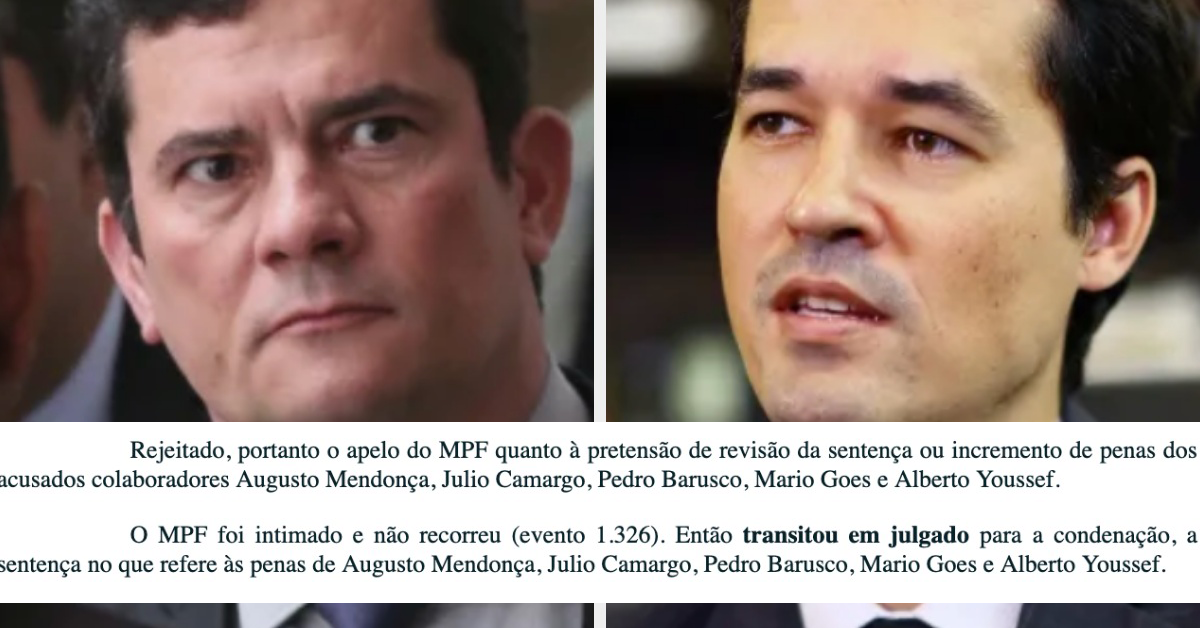 Rejeitado, portanto o apelo do MPF quanto à pretensão de revisão da sentença ou incremento de penas dos
acusados colaboradores Augusto Mendonça, Julio Camargo, Pedro Barusco, Mario Goes e Alberto Youssef.
O MPF foi intimado e não recorreu (evento 1.326). Então transitou em julgado para a condenação, a
sentença no que refere às penas de Augusto Mendonça, Julio Camargo, Pedro Barusco, Mario Goes e Alberto Youssef.